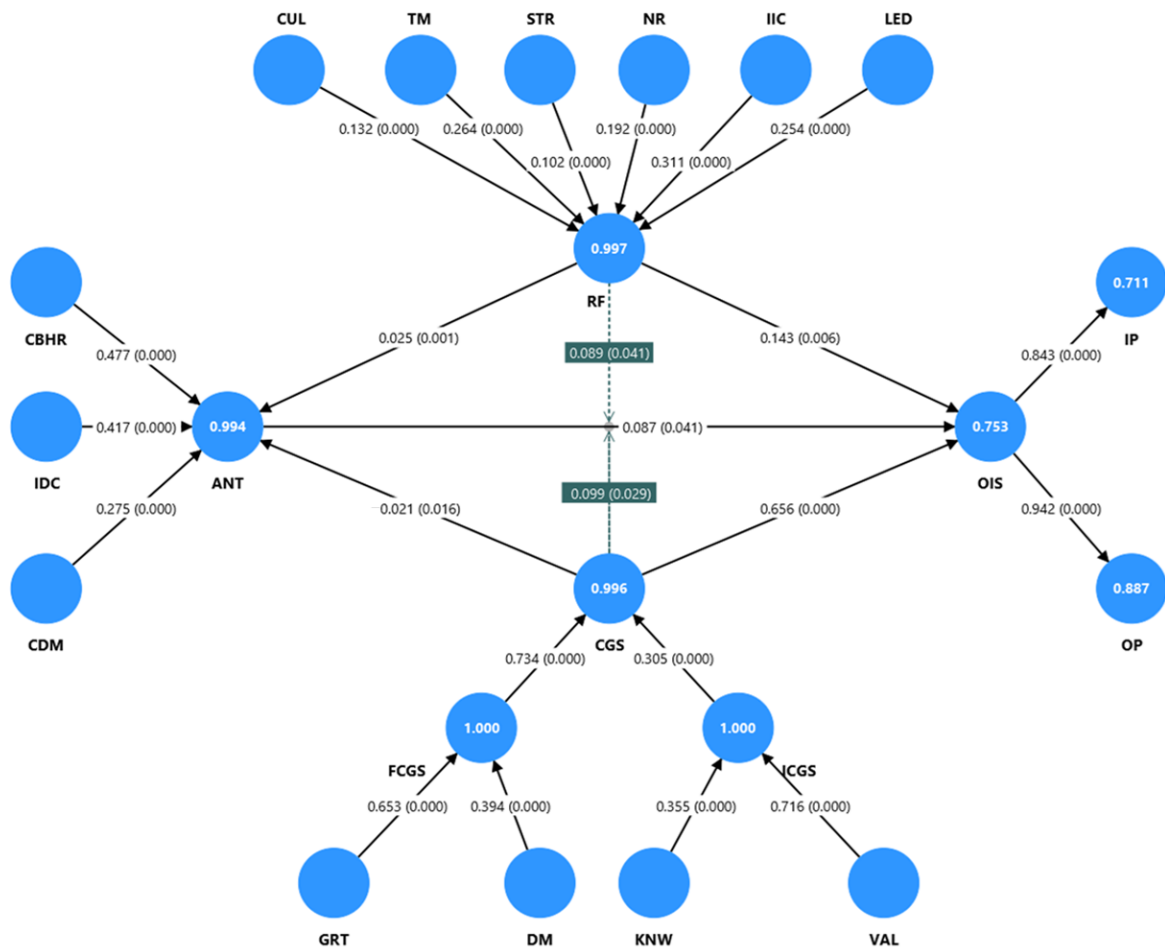 CUL TM STR NR IIC LED
0.132 (0.000) 0.264 (0.000) 0.192 (0.000) 0.254 (0.000)
0.102 (0.000) 0.311 (0.000)
0.997
RF
0.711
IP
CBHR
0.025 (0.001) 0.143 (0.006)
0.089 (0.041)
0.477 (0.000) 0.843 (0.000)
0.417 (0.000) 0.994 0.087 (0.041) 0.753
IDC ANT OIS
0.099 (0.029)
0.275 (0.000) 0.021 (0.016) 0.656 (0.000) 0.942 (0.000)
0.996 0.887
CDM CGS OP
0.734 (0.000) 0.305 (0.000)
1.000 1.000
FCGS ICGS
0.653 (0.000) 0.394 (0.000) 0.355 (0.000) 0.716 (0.000)
GRT DM KNW VAL